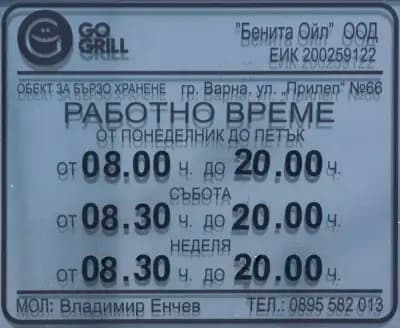 GO GRILL
"Бенита Ойл" ООД
ЕИК 200259122
ОБЕКТ ЗА БЪРЗО ХРАНЕНЕ гр. Варна, ул. „Прилеп" №66
РАБОТНО ВРЕМЕ
ОТ ПОНЕДЕЛНИК ДО ПЕТЪК
ОТ 08.00 Ч. ДО 20.00 Ч.
СЪБОТА
ОТ 08.30 Ч. ДО 20.00 Ч.
НЕДЕЛЯ
ОТ 08.30 Ч. ДО 20.00 Ч.
МОЛ: Владимир Енчев ТЕЛ.: 0895 582 013